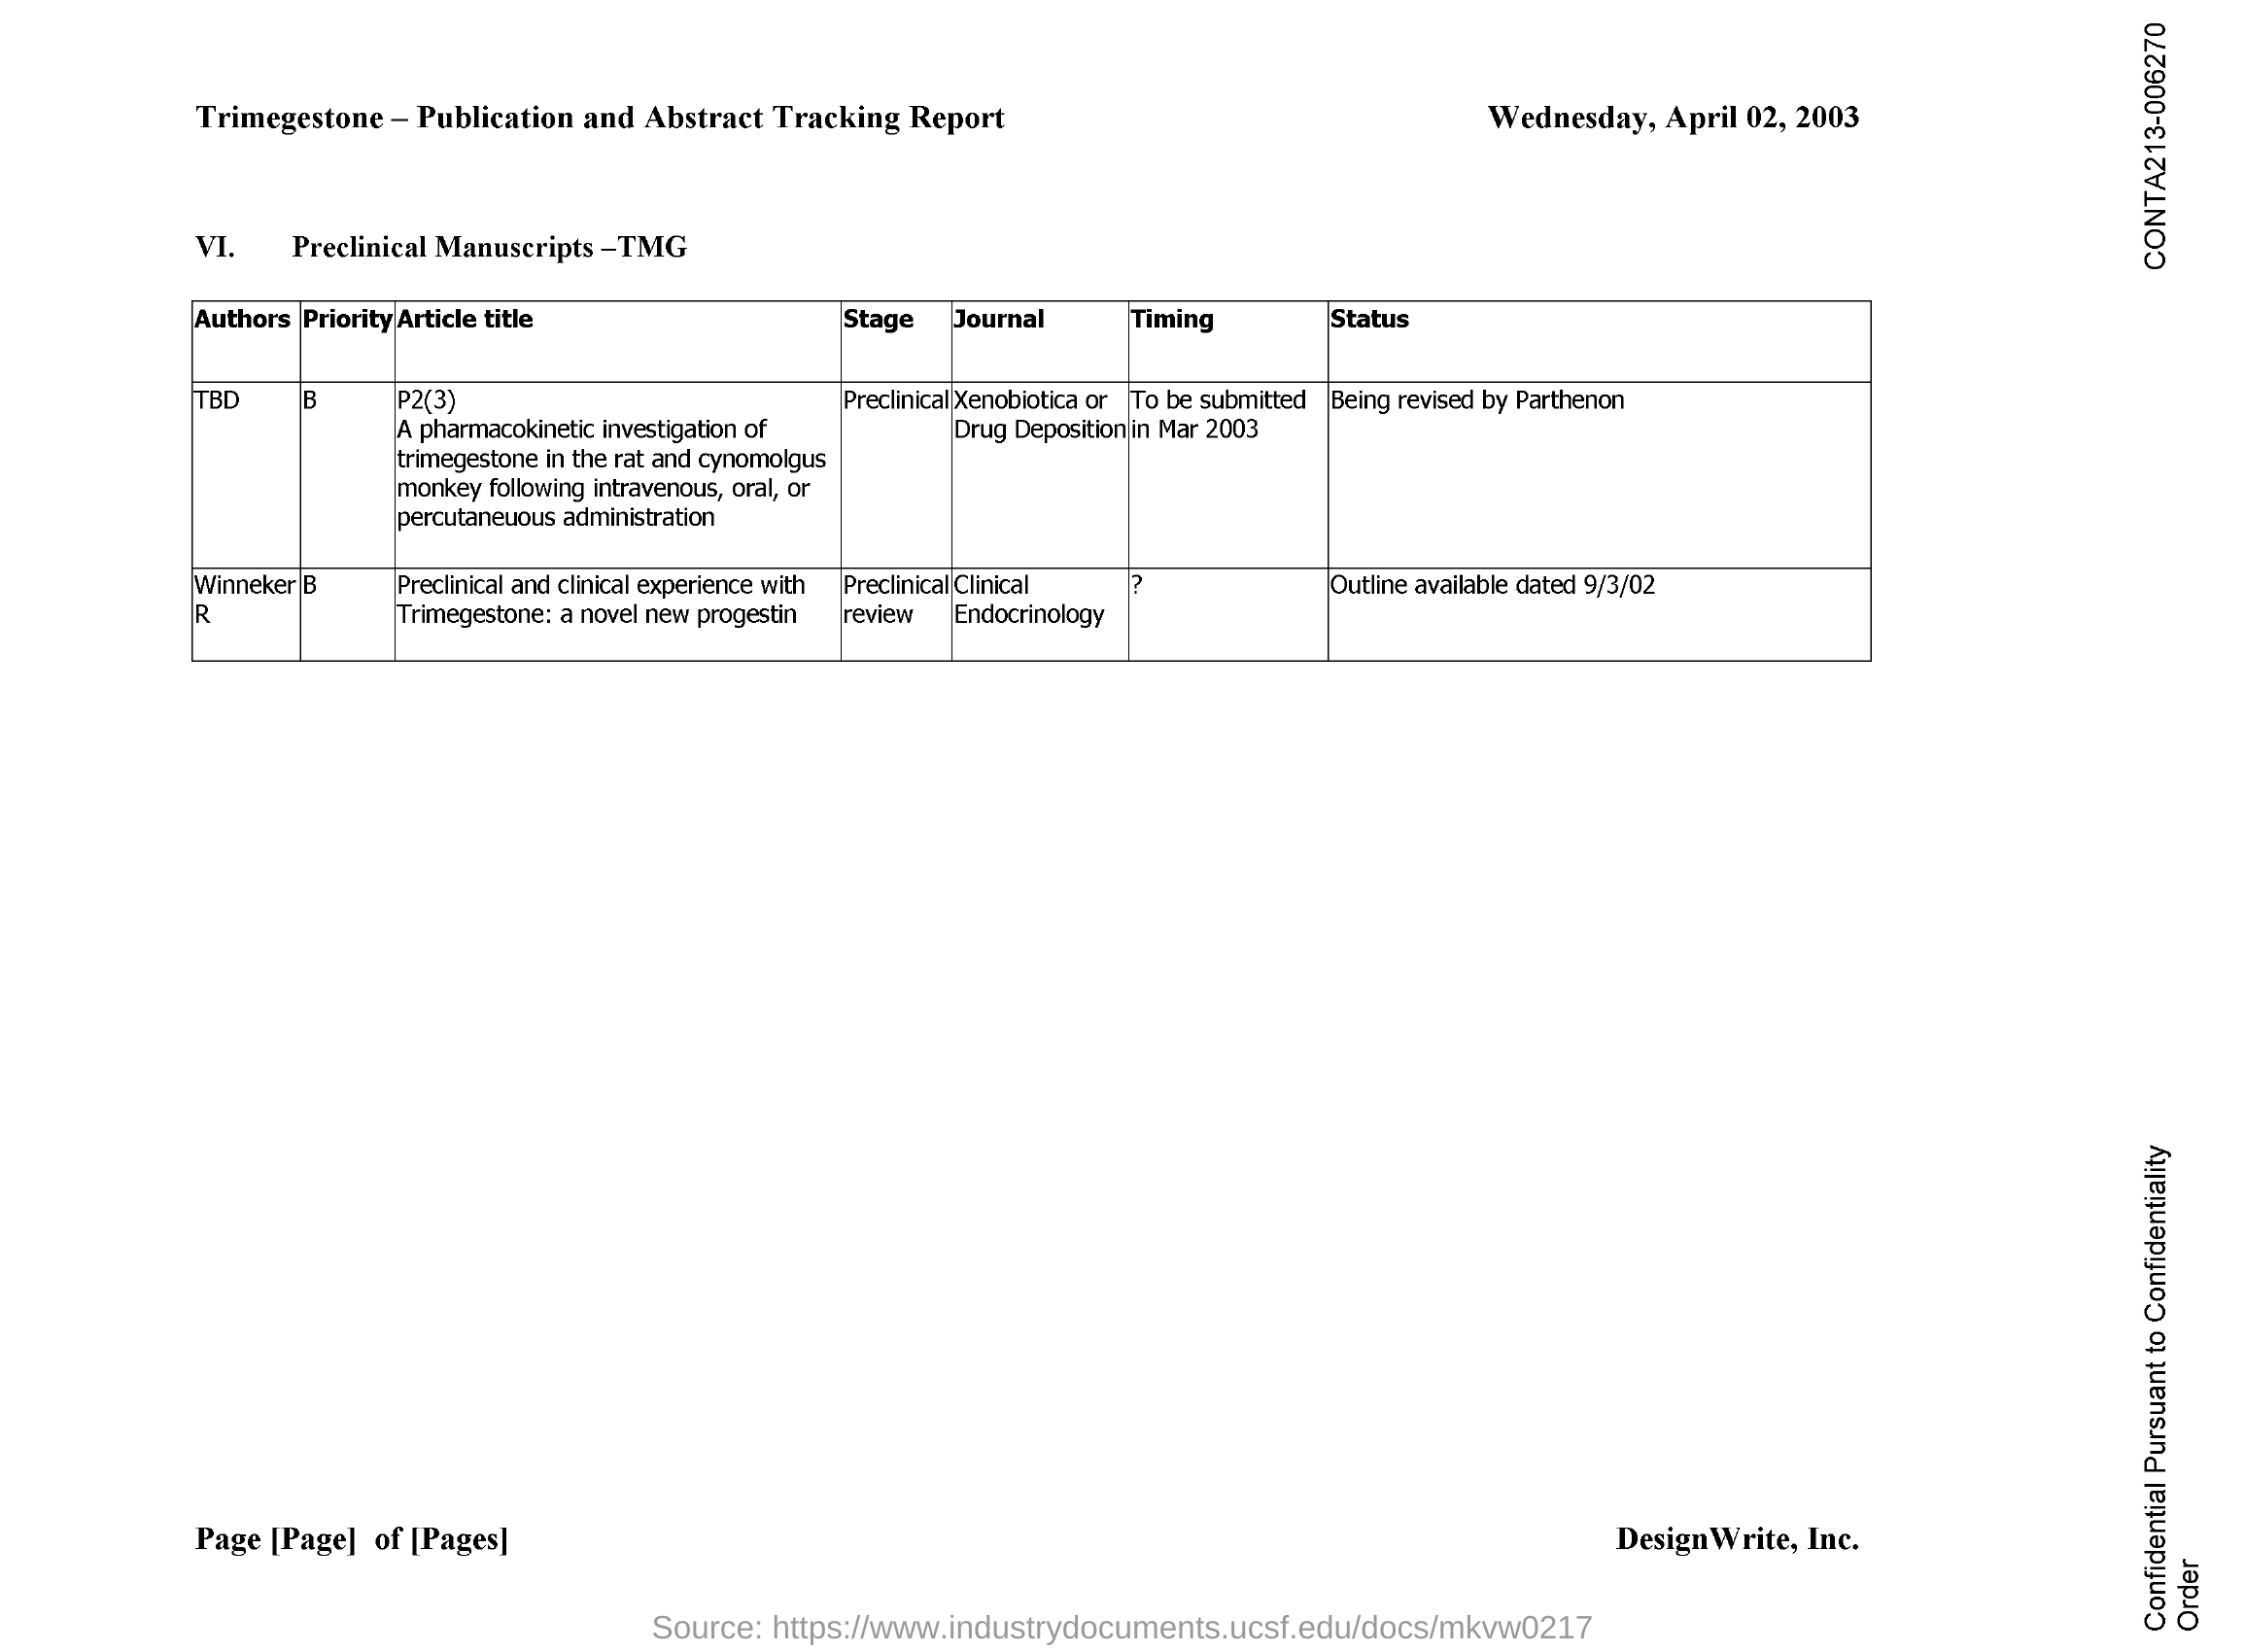 Trimegestone – Publication and Abstract Tracking Report
Wednesday, April 02, 2003
CONTA213-006270
VI. Preclinical Manuscripts –TMG
Authors Priority Article title Stage Journal Timing Status
TBD B P2(3) Preclinical Xenobiotica or To be submitted Being revised by Parthenon
A pharmacokinetic investigation of Drug Deposition in Mar 2003
trimegestone in the rat and cynomolgus
monkey following intravenous, oral, or
percutaneuous administration
Winneker B Preclinical and clinical experience with Preclinical Clinical ? Outline available dated 9/3/02
R Trimegestone: a novel new progestin review Endocrinology
Page [Page] of [Pages]
DesignWrite, Inc.
Confidential Pursuant to Confidentiality
Order
Source: https://www.industrydocuments.ucsf.edu/docs/mkvw0217